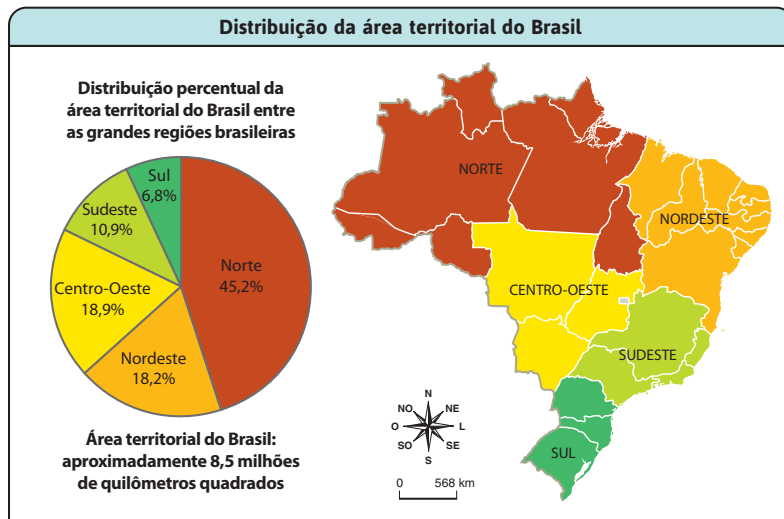 Distribuição da área territorial do Brasil
Distribuição percentual da
área territorial do Brasil entre
as grandes regiões brasileiras
Sul
6,8%
Sudeste
10,9%
Centro-Oeste
18,9%
Nordeste
18,2%
Norte
45,2%
Área territorial do Brasil:
aproximadamente 8,5 milhões
de quilômetros quadrados
NORTE
NORDESTE
CENTRO-OESTE
SUDESTE
SUL
N
NO
NE
O
L
SO
SE
S
0 568 km